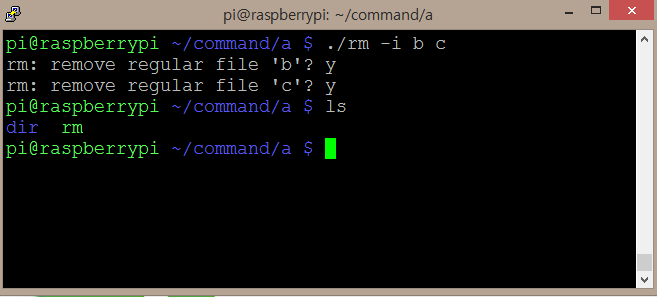 pi@raspberrypi: ~/command/a
pi@raspberrypi ~/command/a $ ./rm -i b c
rm: remove regular file 'b'? y
rm: remove regular file 'c'? y
pi@raspberrypi ~/command/a $ ls
dir  rm
pi@raspberrypi ~/command/a $